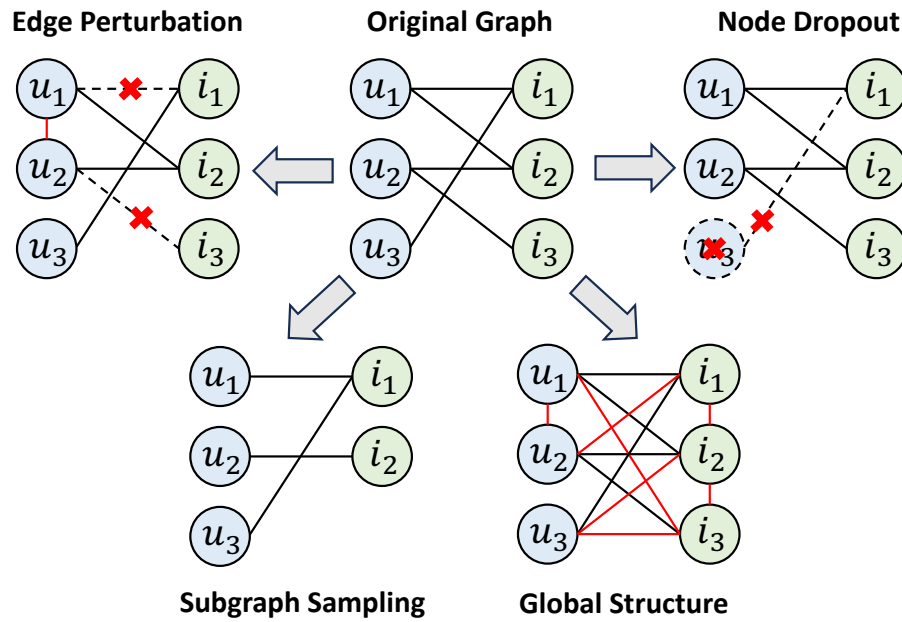 Edge Perturbation Original Graph Node Dropout
u₁ i₁ u₁ i₁ u₁ i₁
u₂ i₂ u₂ i₂ u₂ i₂
u₃ i₃ u₃ i₃ u₃ i₃
u₁ i₁ u₁ i₁
u₂ i₂ u₂ i₂
u₃ u₃ i₃
Subgraph Sampling Global Structure